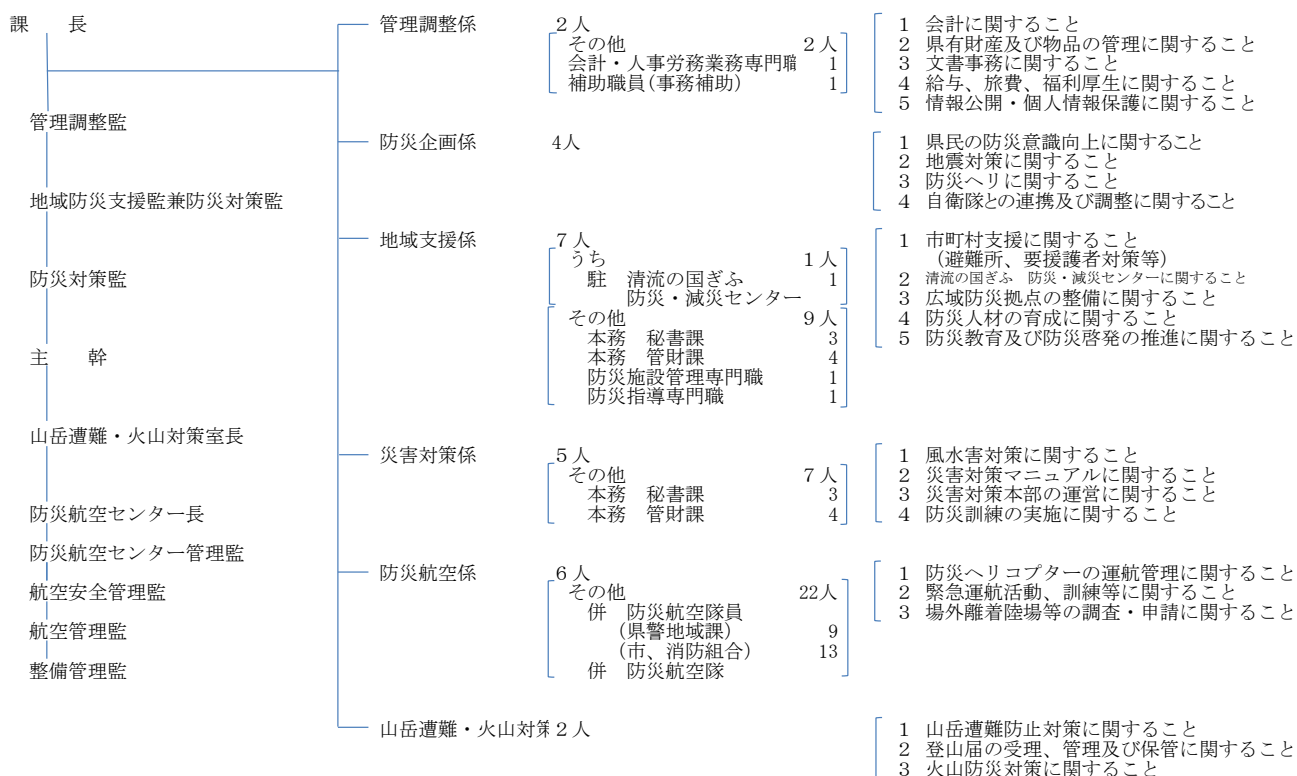 課　長
管理調整監
地域防災支援監兼防災対策監
防災対策監
主　幹
山岳遭難・火山対策室長
防災航空センター長
防災航空センター管理監
航空安全管理監
航空管理監
整備管理監
管理調整係　2人
その他　2人
会計・人事労務業務専門職　1
補助職員(事務補助)　1
1　会計に関すること
2　県有財産及び物品の管理に関すること
3　文書事務に関すること
4　給与、旅費、福利厚生に関すること
5　情報公開・個人情報保護に関すること
防災企画係　4人
1　県民の防災意識向上に関すること
2　地震対策に関すること
3　防災ヘリに関すること
4　自衛隊との連携及び調整に関すること
地域支援係　7人
うち　1人
駐　清流の国ぎふ　1
防災・減災センター
その他　9人
本務　秘書課　3
本務　管財課　4
防災施設管理専門職　1
防災指導専門職　1
1　市町村支援に関すること
(避難所、要援護者対策等)
2　清流の国ぎふ　防災・減災センターに関すること
3　広域防災拠点の整備に関すること
4　防災人材の育成に関すること
5　防災教育及び防災啓発の推進に関すること
災害対策係　5人
その他　7人
本務　秘書課　3
本務　管財課　4
1　風水害対策に関すること
2　災害対策マニュアルに関すること
3　災害対策本部の運営に関すること
4　防災訓練の実施に関すること
防災航空係　6人
その他　22人
併　防災航空隊員
(県警地域課)　9
(市、消防組合)　13
併　防災航空隊
1　防災ヘリコプターの運航管理に関すること
2　緊急運航活動、訓練等に関すること
3　場外離着陸場等の調査・申請に関すること
山岳遭難・火山対策　2人
1　山岳遭難防止対策に関すること
2　登山届の受理、管理及び保管に関すること
3　火山防災対策に関すること